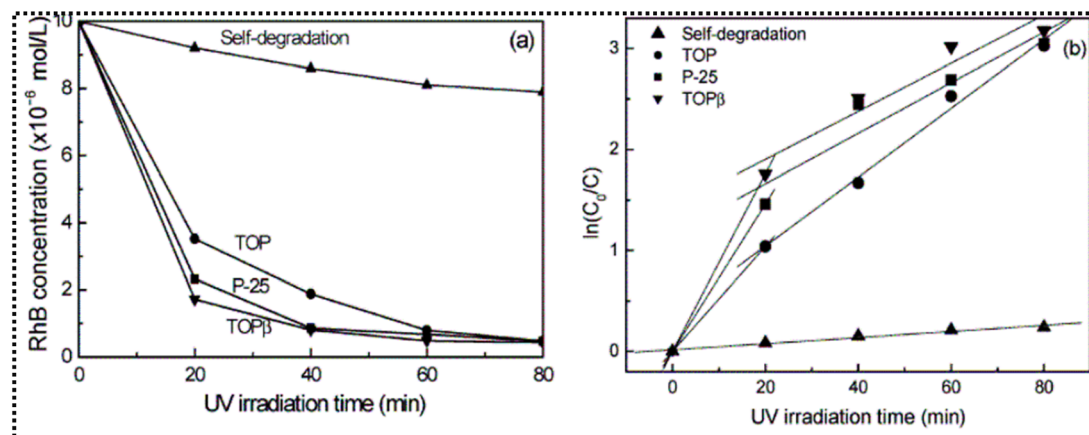 10
8
6
4
2
0
RhB concentration (x10⁻⁶ mol/L)
Self-degradation
(a)
TOP
P-25
TOPβ
0 20 40 60 80
UV irradiation time (min)
3
2
1
0
ln(C₀/C)
Self-degradation
TOP
P-25
TOPβ
(b)
0 20 40 60 80
UV irradiation time (min)